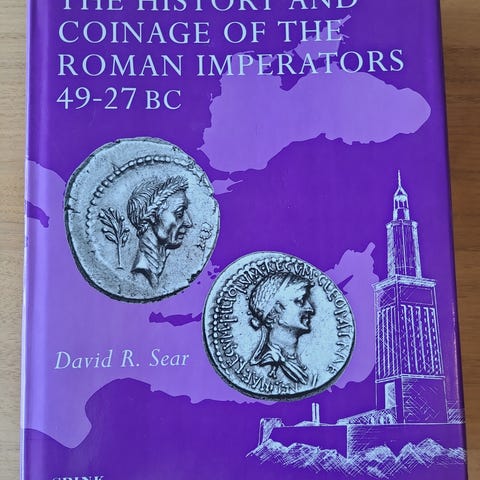 THE HISTORY AND
COINAGE OF THE
ROMAN IMPERATORS
49-27 BC
David R. Sear
SPINK